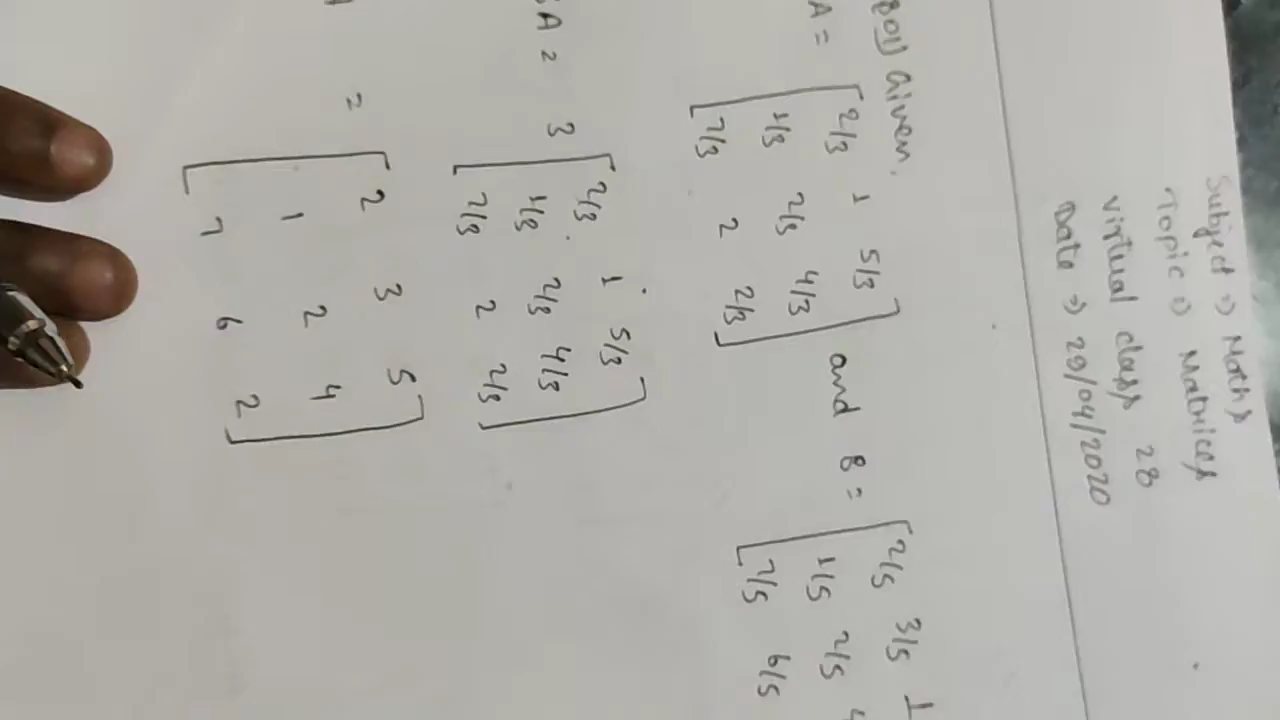 Subject ⇒ Maths
Topic ⇒ Matrices
Virtual class 28
Date ⇒ 29/04/2020
Given.
A = [ 2/3 1 5/3
1/3 2/3 4/3
7/3 2 2/3 ] and B = [ 2/5 3/5 1
1/5 2/5 4
7/5 6/5
3A = 3 [ 2/3 1 5/3
1/3 2/3 4/3
7/3 2 2/3 ]
= [ 2 3 5
1 2 4
7 6 2 ]